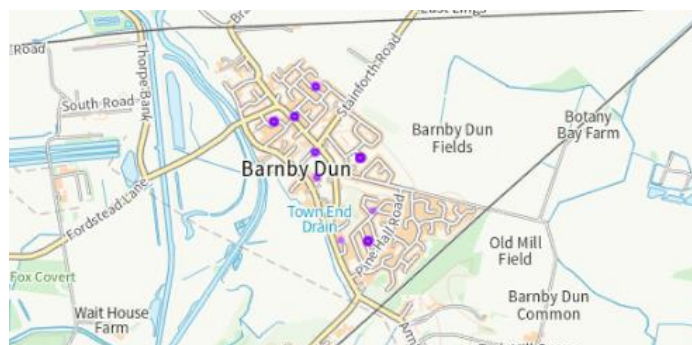 Road
Thorpe Bank
South Road
Stainforth Road
Barnby Dun
Fields
Botany
Bay Farm
Barnby Dun
Fordstead Lane
Town End
Drain
Pine Hall Road
Old Mill
Field
Fox Covert
Wait House
Farm
Barnby Dun
Common